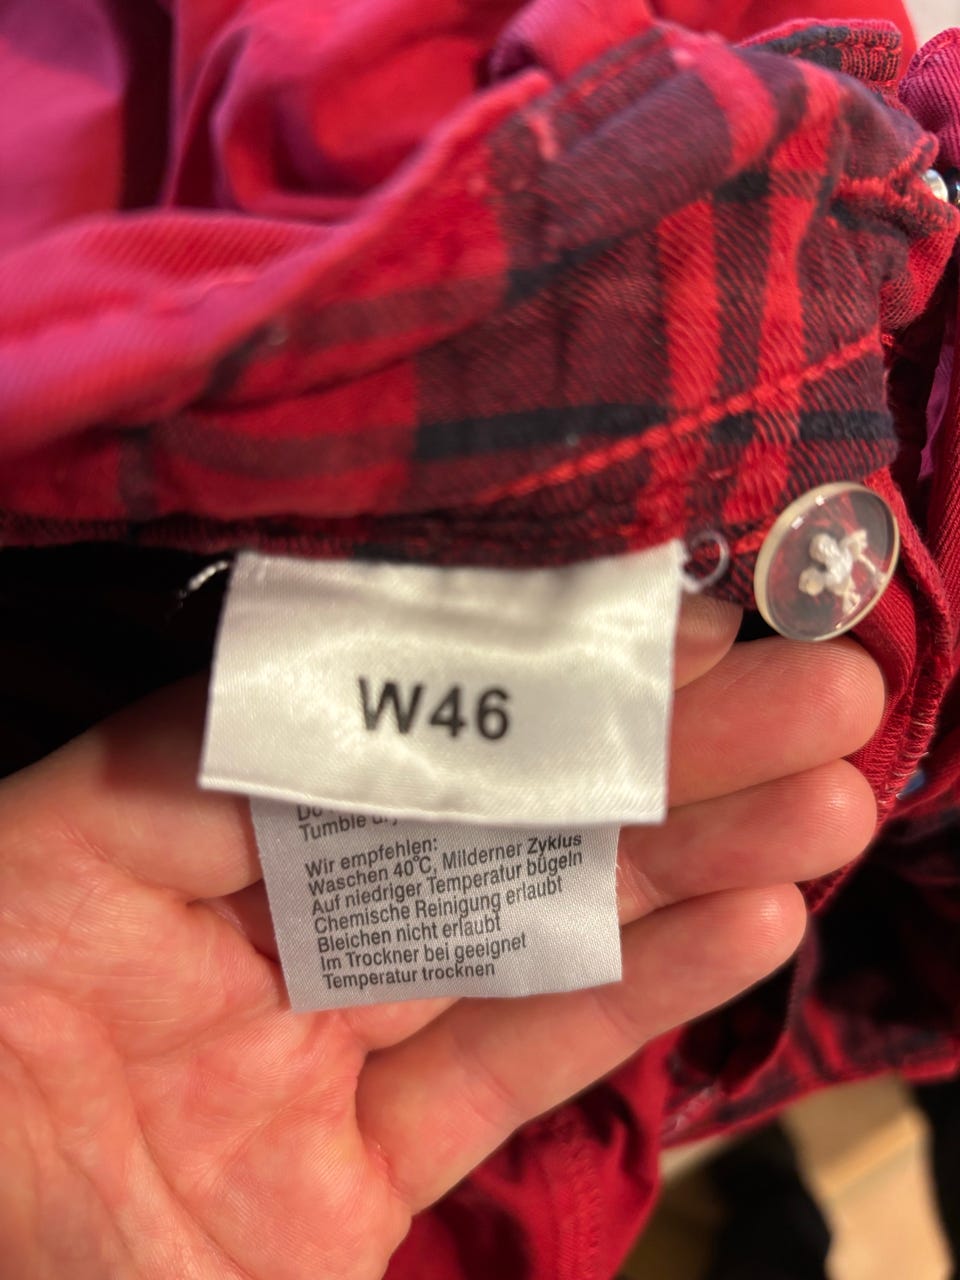 W46
Tumble
Wir empfehlen:
Waschen 40°C, Milderner Zyklus
Auf niedriger Temperatur bügeln
Chemische Reinigung erlaubt
Bleichen nicht erlaubt
Im Trockner bei geeignet
Temperatur trocknen